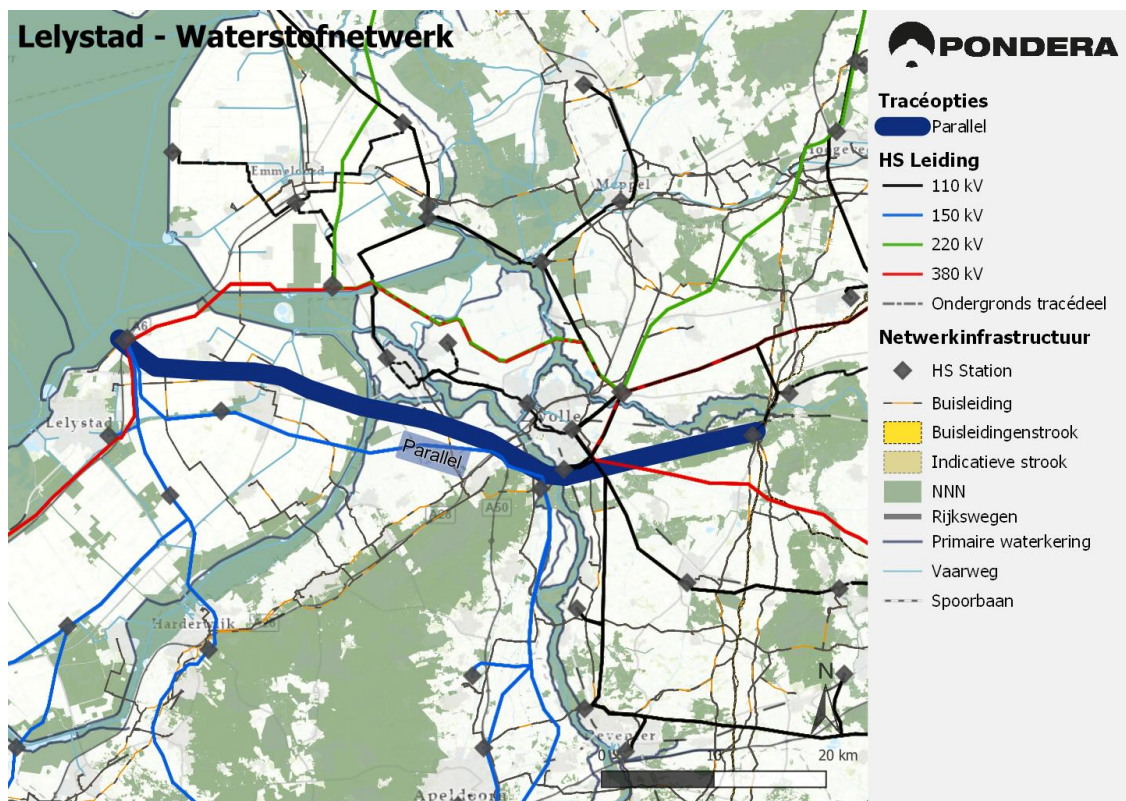 Lelystad - Waterstofnetwerk
PONDERA
Tracéopties
Parallel
HS Leiding
110 kV
150 kV
220 kV
380 kV
Ondergronds tracédeel
Netwerkinfrastructuur
HS Station
Buisleiding
Buisleidingenstrook
Indicatieve strook
NNN
Rijkswegen
Primaire waterkering
Vaarweg
Spoorbaan
Emmeloord
Meppel
A6
Lelystad
Parallel
A28
A50
Harderwijk
A28
N
Deventer
0
10
20 km
Apeldoorn